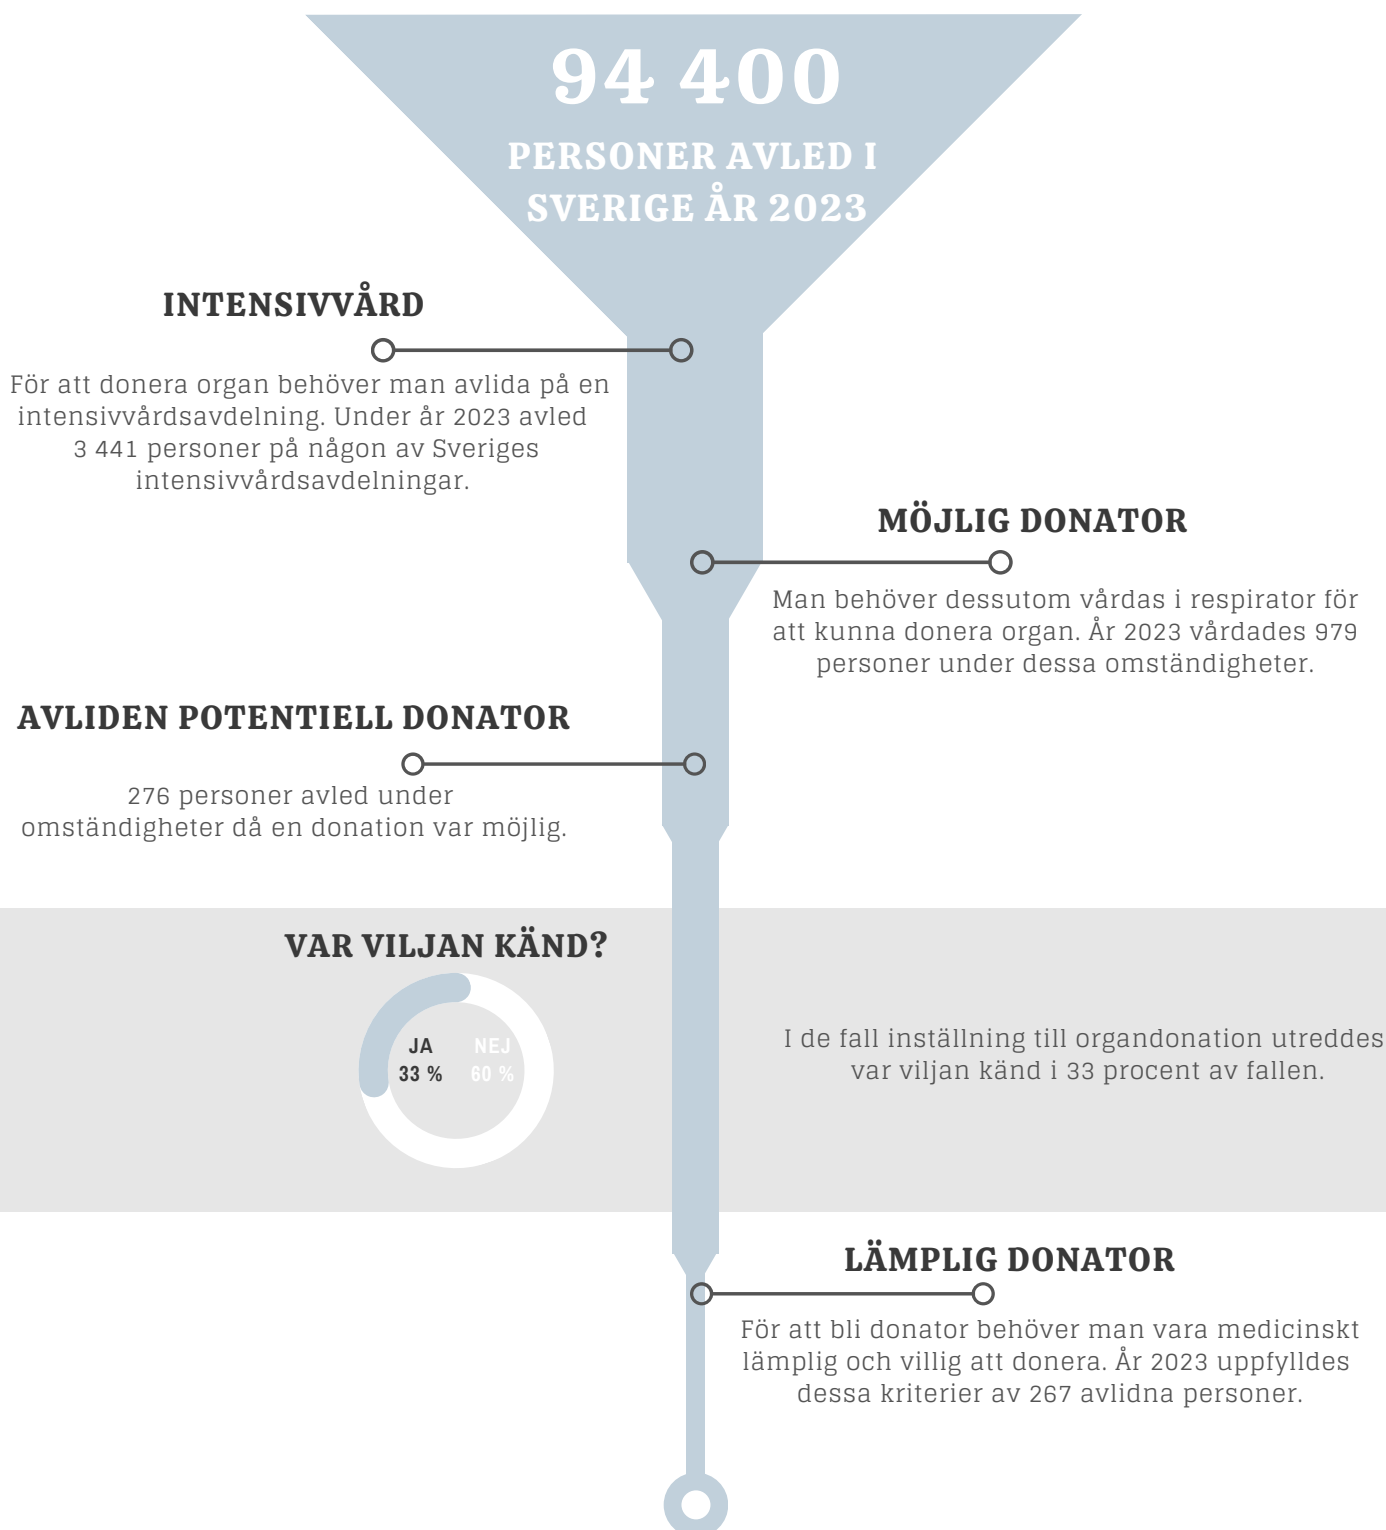 94 400
PERSONER AVLED I
SVERIGE ÅR 2023
INTENSIVVÅRD
För att donera organ behöver man avlida på en
intensivvårdsavdelning. Under år 2023 avled
3 441 personer på någon av Sveriges
intensivvårdsavdelningar.
MÖJLIG DONATOR
Man behöver dessutom vårdas i respirator för
att kunna donera organ. År 2023 vårdades 979
personer under dessa omständigheter.
AVLIDEN POTENTIELL DONATOR
276 personer avled under
omständigheter då en donation var möjlig.
VAR VILJAN KÄND?
JA NEJ
33 % 60 %
I de fall inställning till organdonation utreddes
var viljan känd i 33 procent av fallen.
LÄMPLIG DONATOR
För att bli donator behöver man vara medicinskt
lämplig och villig att donera. År 2023 uppfylldes
dessa kriterier av 267 avlidna personer.